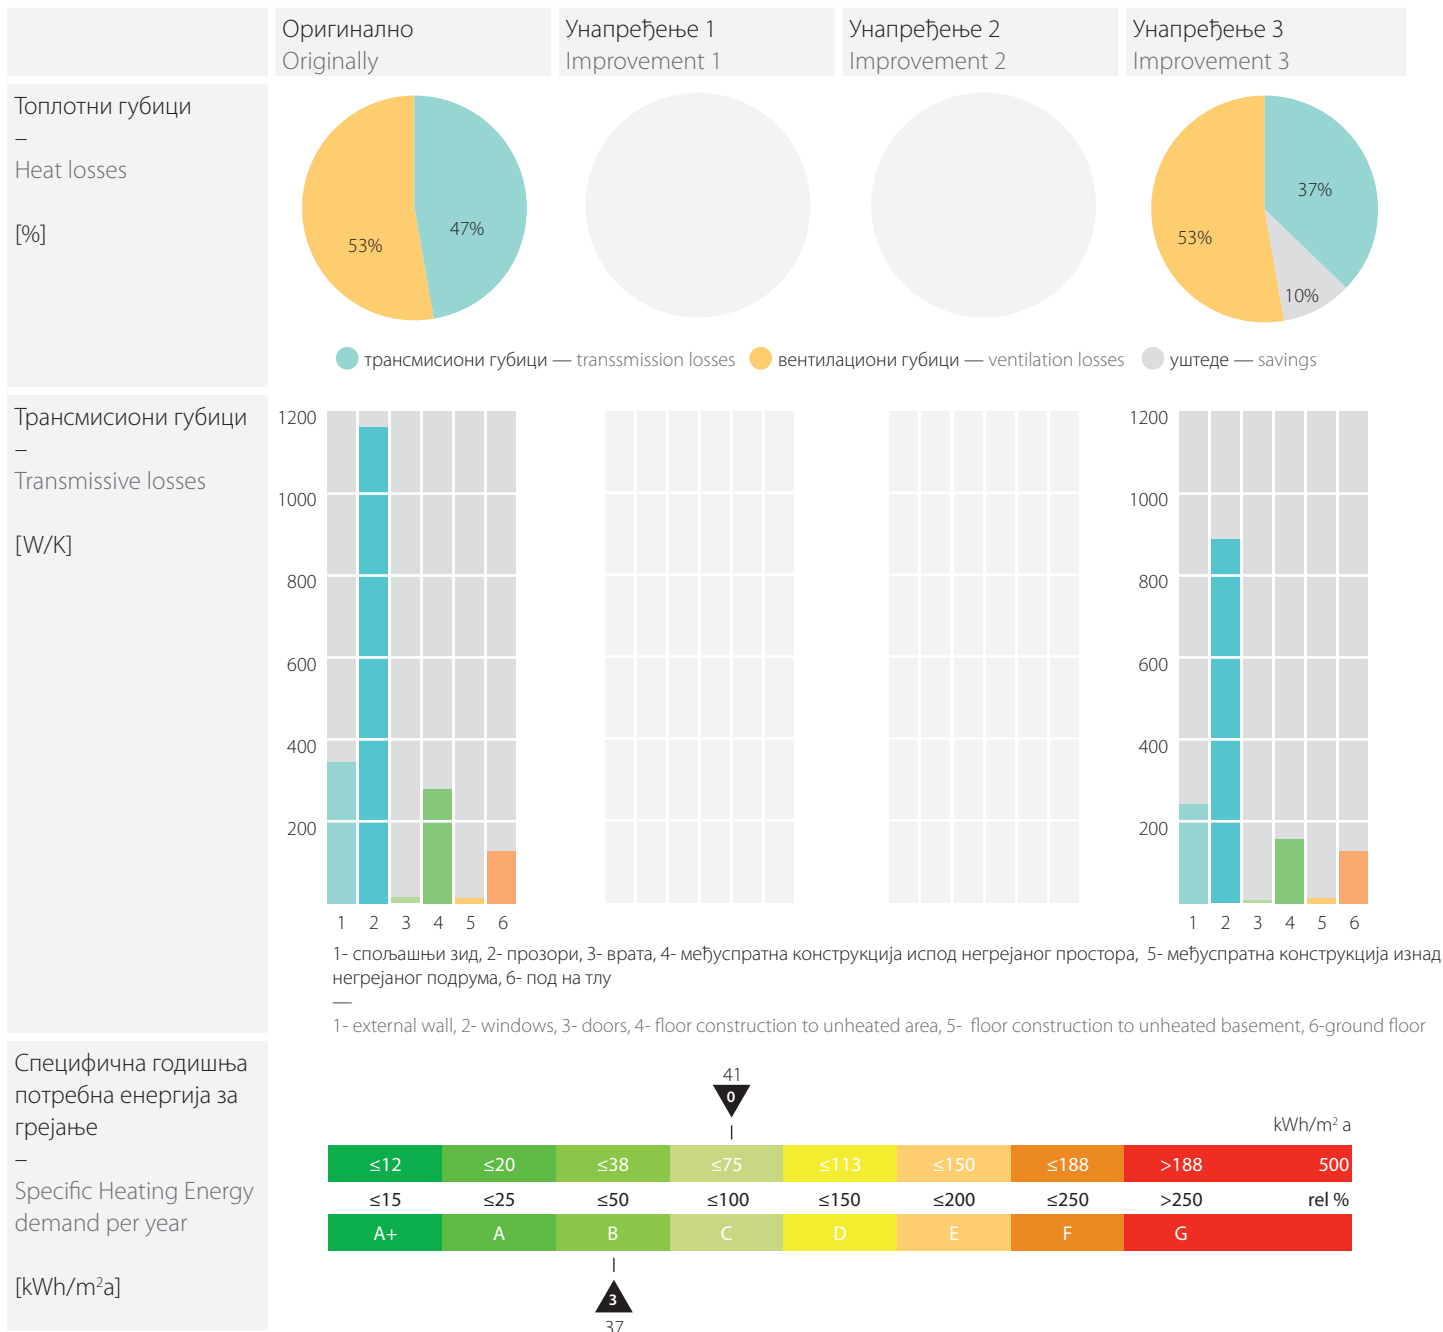 Оригинално
Originally
Унапређење 1
Improvement 1
Унапређење 2
Improvement 2
Унапређење 3
Improvement 3
Топлотни губици
–
Heat losses
[%]
53%
47%
37%
53%
10%
трансмисиони губици — transsmission losses
вентилациони губици — ventilation losses
уштеде — savings
Трансмисиони губици
–
Transmissive losses
[W/K]
1200
1000
800
600
400
200
1 2 3 4 5 6
1200
1000
800
600
400
200
1 2 3 4 5 6
1- спољашњи зид, 2- прозори, 3- врата, 4- међуспратна конструкција испод негрејаног простора, 5- међуспратна конструкција изнад
негрејаног подрума, 6- под на тлу
—
1- external wall, 2- windows, 3- doors, 4- floor construction to unheated area, 5- floor construction to unheated basement, 6-ground floor
Специфична годишња
потребна енергија за
грејање
–
Specific Heating Energy
demand per year
[kWh/m²a]
41
0
kWh/m² a
≤12 ≤20 ≤38 ≤75 ≤113 ≤150 ≤188 >188 500
≤15 ≤25 ≤50 ≤100 ≤150 ≤200 ≤250 >250 rel %
A+ A B C D E F G
3
37